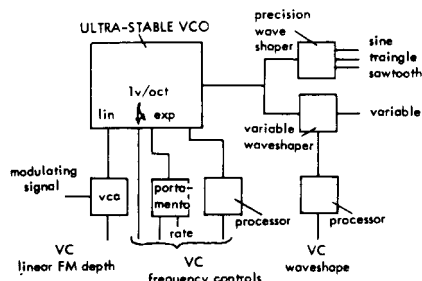 precision
wave
shaper
ULTRA-STABLE VCO
sine
traingle
sawtooth
1v/oct
lin
exp
variable
variable
waveshaper
modulating
signal
vca
porta-
mento
rate
processor
processor
VC
linear FM depth
VC
frequency controls
VC
waveshape